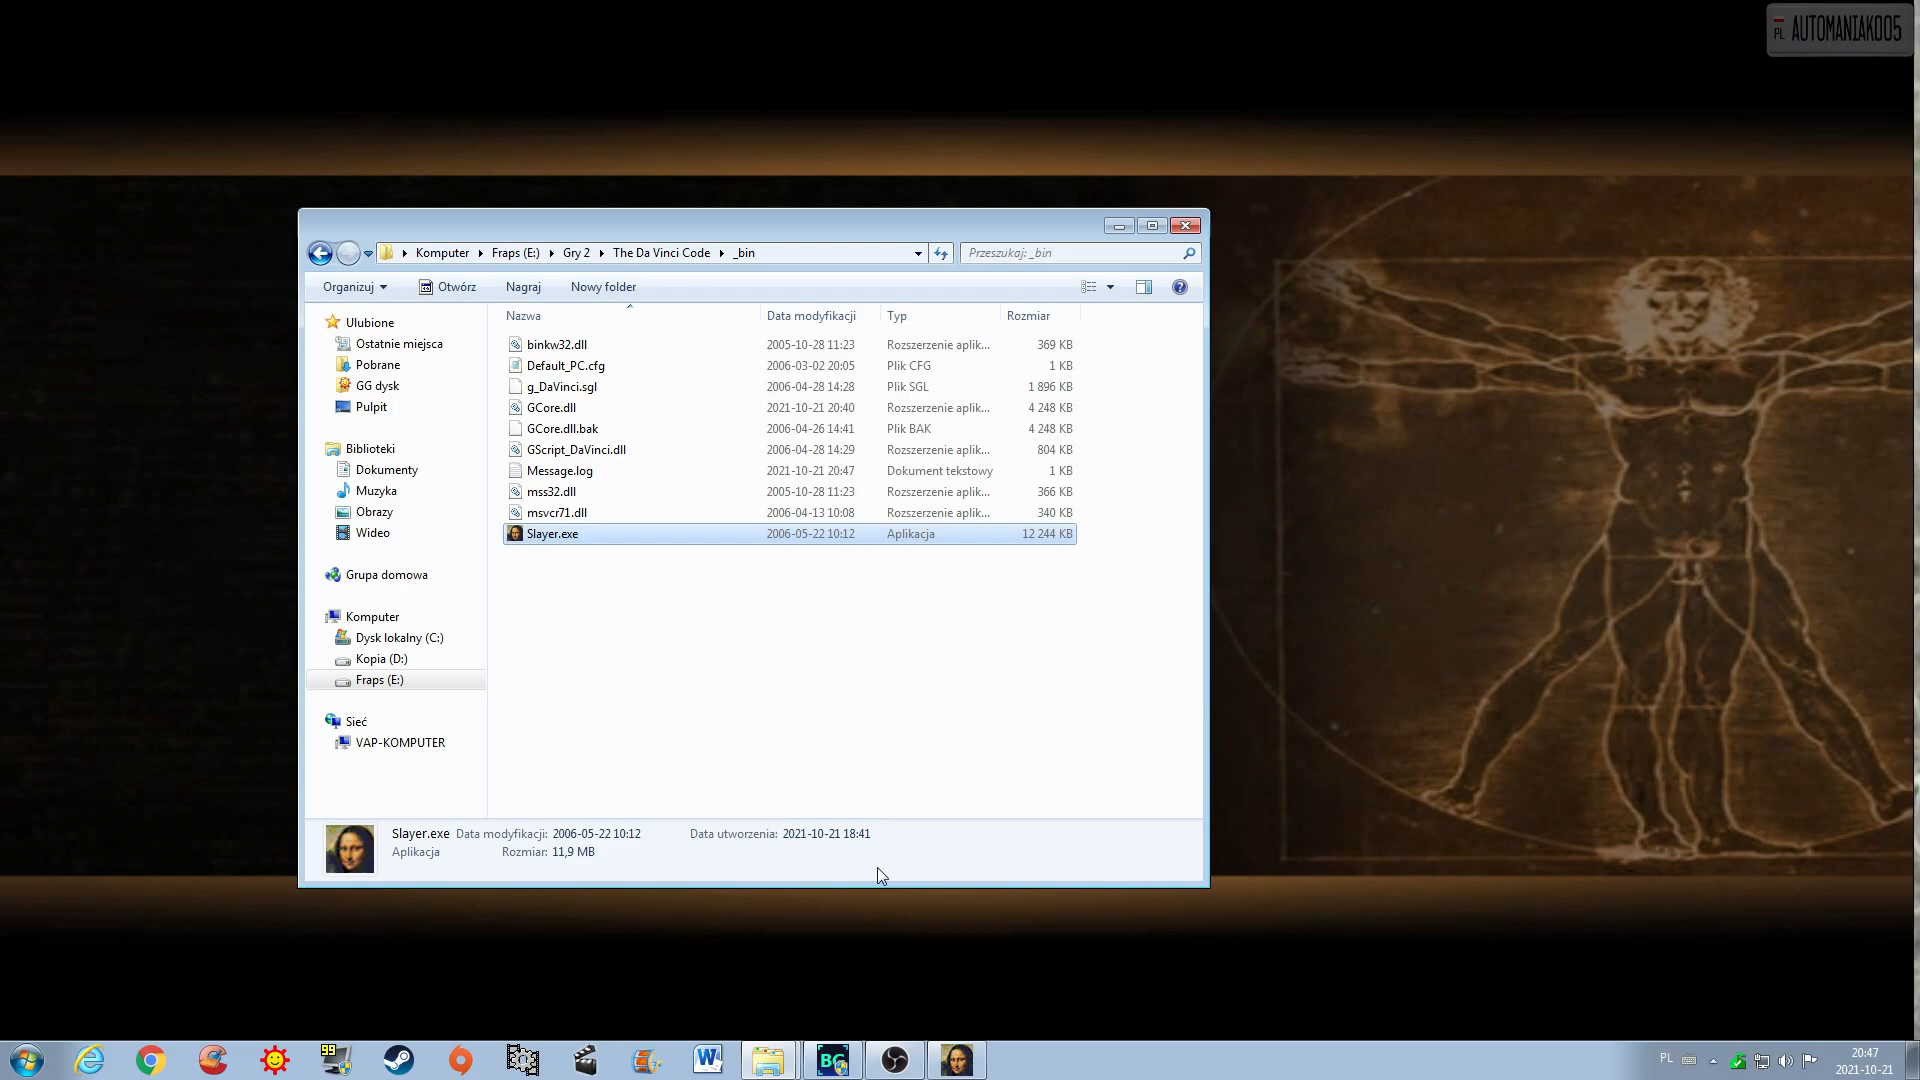 PL AUTOMANIAK005
Komputer Fraps (E:) Gry 2 The Da Vinci Code _bin
Przeszukaj: _bin
Organizuj Otwórz Nagraj Nowy folder
Nazwa Data modyfikacji Typ Rozmiar
binkw32.dll 2005-10-28 11:23 Rozszerzenie aplik... 369 KB
Default_PC.cfg 2006-03-02 20:05 Plik CFG 1 KB
g_DaVinci.sgl 2006-04-28 14:28 Plik SGL 1 896 KB
GCore.dll 2021-10-21 20:40 Rozszerzenie aplik... 4 248 KB
GCore.dll.bak 2006-04-26 14:41 Plik BAK 4 248 KB
GScript_DaVinci.dll 2006-04-28 14:29 Rozszerzenie aplik... 804 KB
Message.log 2021-10-21 20:47 Dokument tekstowy 1 KB
mss32.dll 2005-10-28 11:23 Rozszerzenie aplik... 366 KB
msvcr71.dll 2006-04-13 10:08 Rozszerzenie aplik... 340 KB
Slayer.exe 2006-05-22 10:12 Aplikacja 12 244 KB
Ulubione
Ostatnie miejsca
Pobrane
GG dysk
Pulpit
Biblioteki
Dokumenty
Muzyka
Obrazy
Wideo
Grupa domowa
Komputer
Dysk lokalny (C:)
Kopia (D:)
Fraps (E:)
Sieć
VAP-KOMPUTER
Slayer.exe Data modyfikacji: 2006-05-22 10:12 Data utworzenia: 2021-10-21 18:41
Aplikacja Rozmiar: 11,9 MB
99
W
BG
PL
20:47
2021-10-21